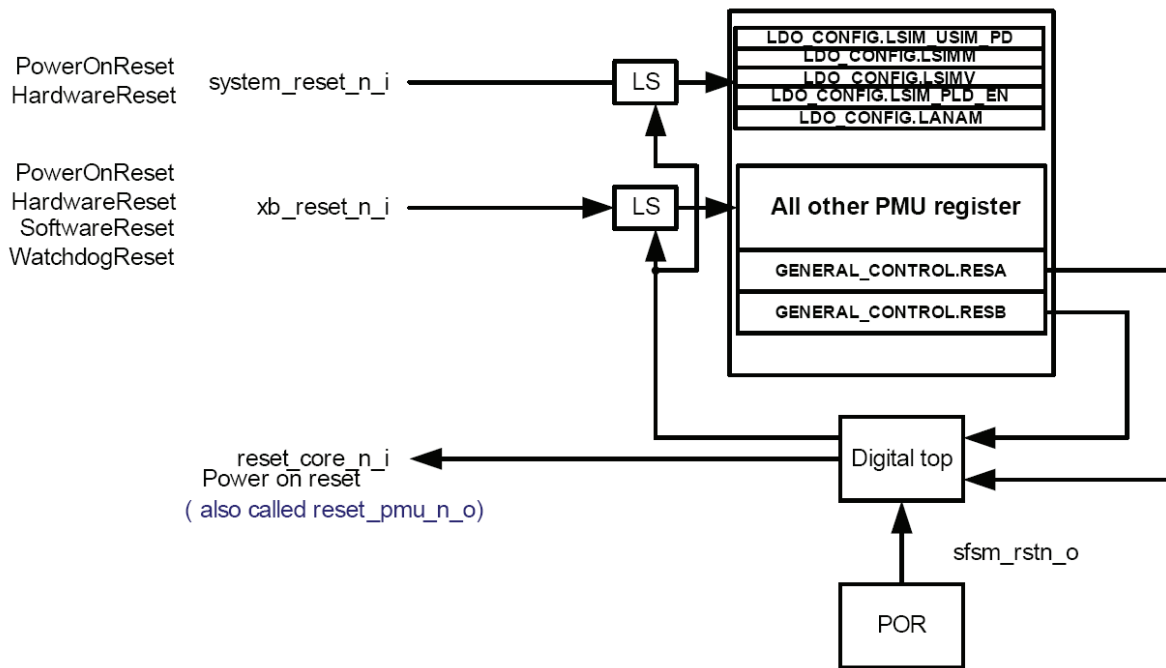 PowerOnReset
HardwareReset
system_reset_n_i
LS
LDO_CONFIG.LSIM_USIM_PD
LDO_CONFIG.LSIMM
LDO_CONFIG.LSIMV
LDO_CONFIG.LSIM_PLD_EN
LDO_CONFIG.LANAM
PowerOnReset
HardwareReset
SoftwareReset
WatchdogReset
xb_reset_n_i
LS
All other PMU register
GENERAL_CONTROL.RESA
GENERAL_CONTROL.RESB
reset_core_n_i
Power on reset
( also called reset_pmu_n_o)
Digital top
sfsm_rstn_o
POR